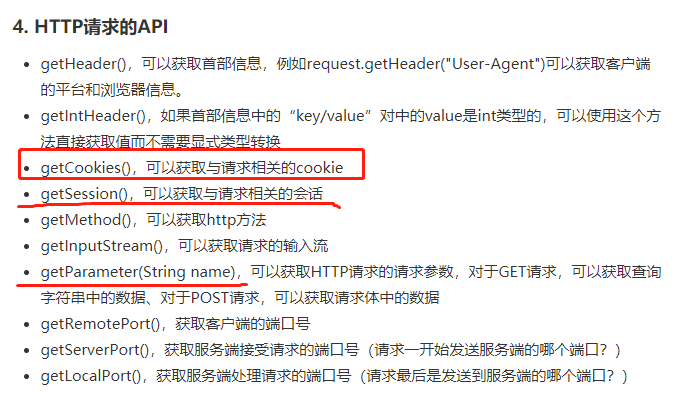 4. HTTP请求的API
getHeader()，可以获取首部信息，例如request.getHeader("User-Agent")可以获取客户端
的平台和浏览器信息。
getIntHeader()，如果首部信息中的“key/value”对中的value是int类型的，可以使用这个方
法直接获取值而不需要显式类型转换
getCookies()，可以获取与请求相关的cookie
getSession()，可以获取与请求相关的会话
getMethod()，可以获取http方法
getInputStream()，可以获取请求的输入流
getParameter(String name)，可以获取HTTP请求的请求参数，对于GET请求，可以获取查询
字符串中的数据、对于POST请求，可以获取请求体中的数据
getRemotePort()，获取客户端的端口号
getServerPort()，获取服务端接受请求的端口号（请求一开始发送服务端的哪个端口？）
getLocalPort()，获取服务端处理请求的端口号（请求最后是发送到服务端的哪个端口？）